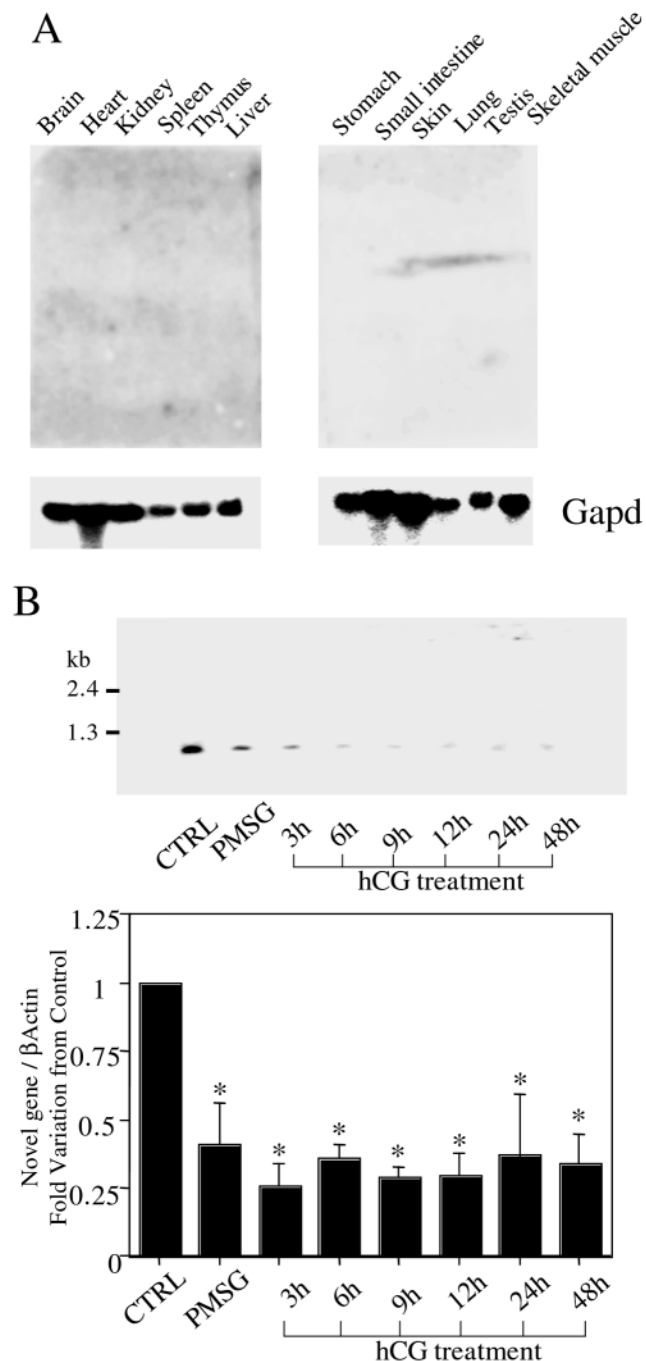 A
Brain Heart Kidney Spleen Thymus Liver
Stomach Small intestine Skin Lung Testis Skeletal muscle
Gapd
B
kb
2.4
1.3
CTRL PMSG 3h 6h 9h 12h 24h 48h
hCG treatment
Novel gene / βActin
Fold Variation from Control
1.25
1
0.75
0.5
0.25
0
* * * * * * *
CTRL PMSG 3h 6h 9h 12h 24h 48h
hCG treatment